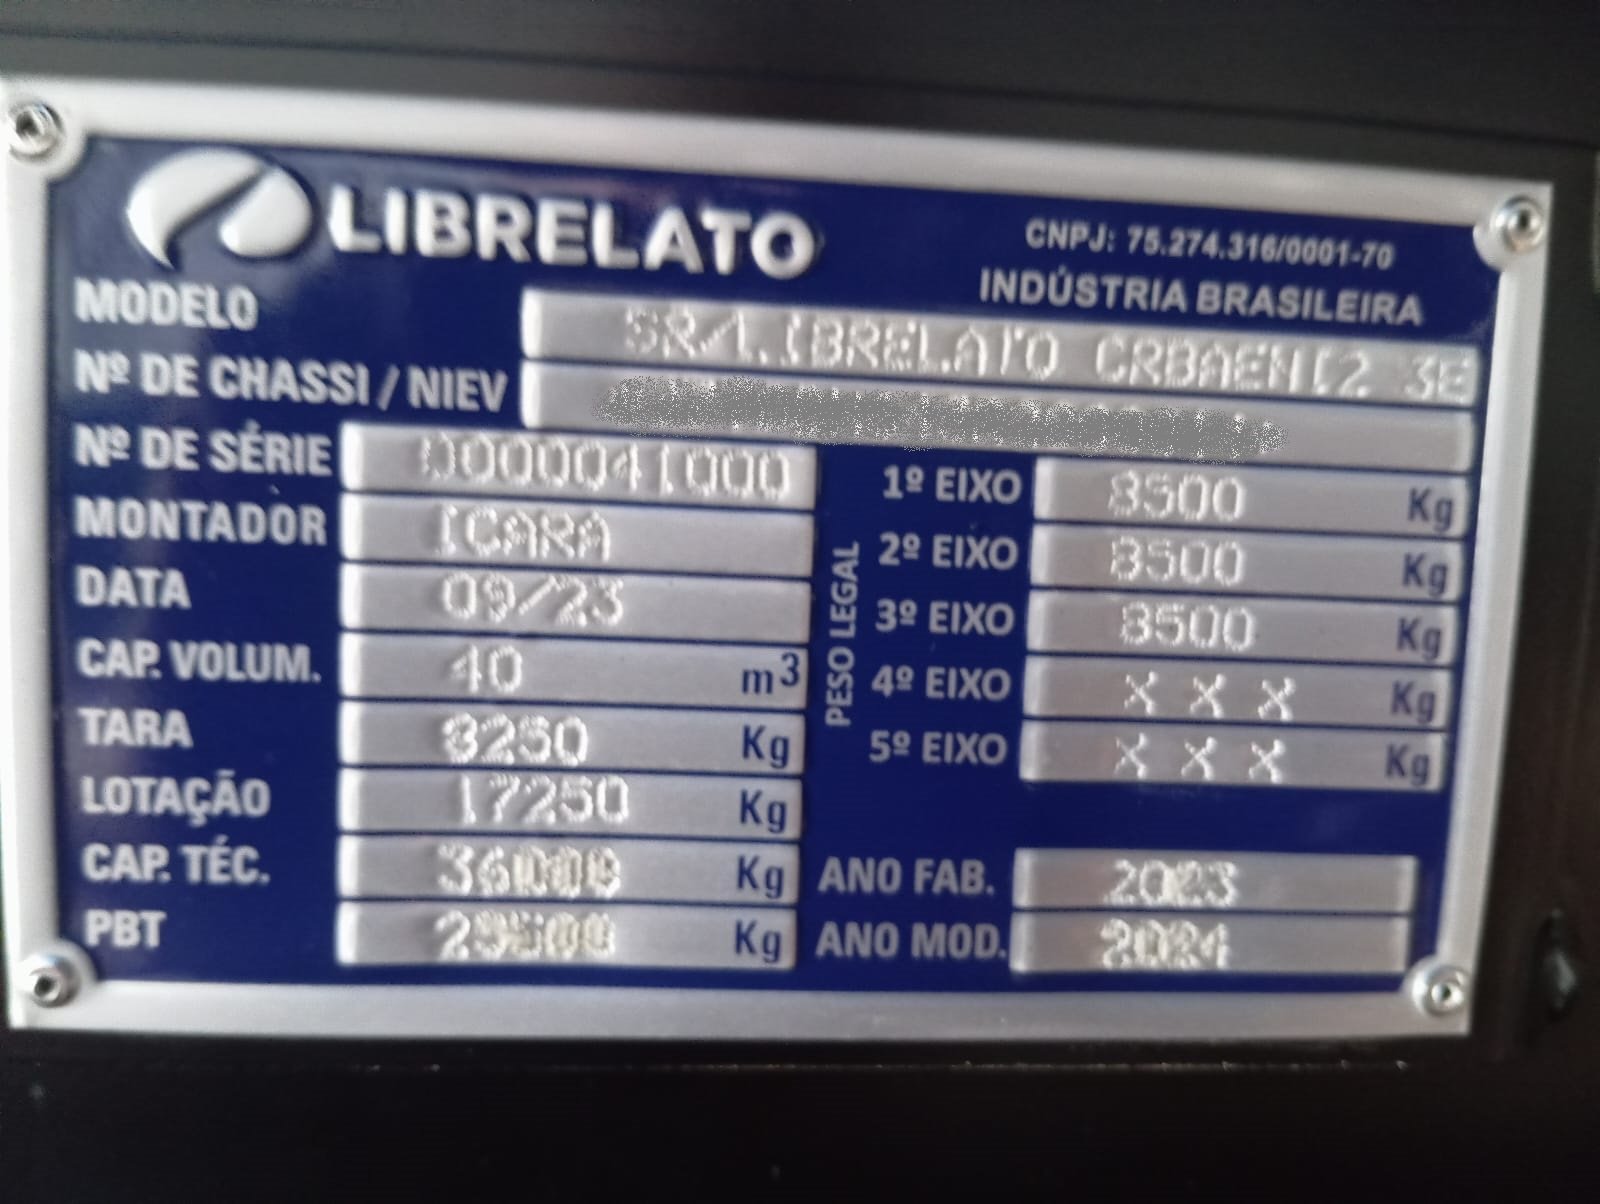 LIBRELATO
CNPJ: 75.274.316/0001-70
INDÚSTRIA BRASILEIRA
MODELO SR/LIBRELATO CRBAEN12 3E
Nº DE CHASSI / NIEV
Nº DE SÉRIE 0000041000
MONTADOR ICARA
DATA 09/23
CAP. VOLUM. 40 m³
TARA 8250 Kg
LOTAÇÃO 17250 Kg
CAP. TÉC. 36000 Kg
PBT 25500 Kg
PESO LEGAL
1º EIXO 8500 Kg
2º EIXO 8500 Kg
3º EIXO 8500 Kg
4º EIXO X X X Kg
5º EIXO X X X Kg
ANO FAB. 2023
ANO MOD. 2024